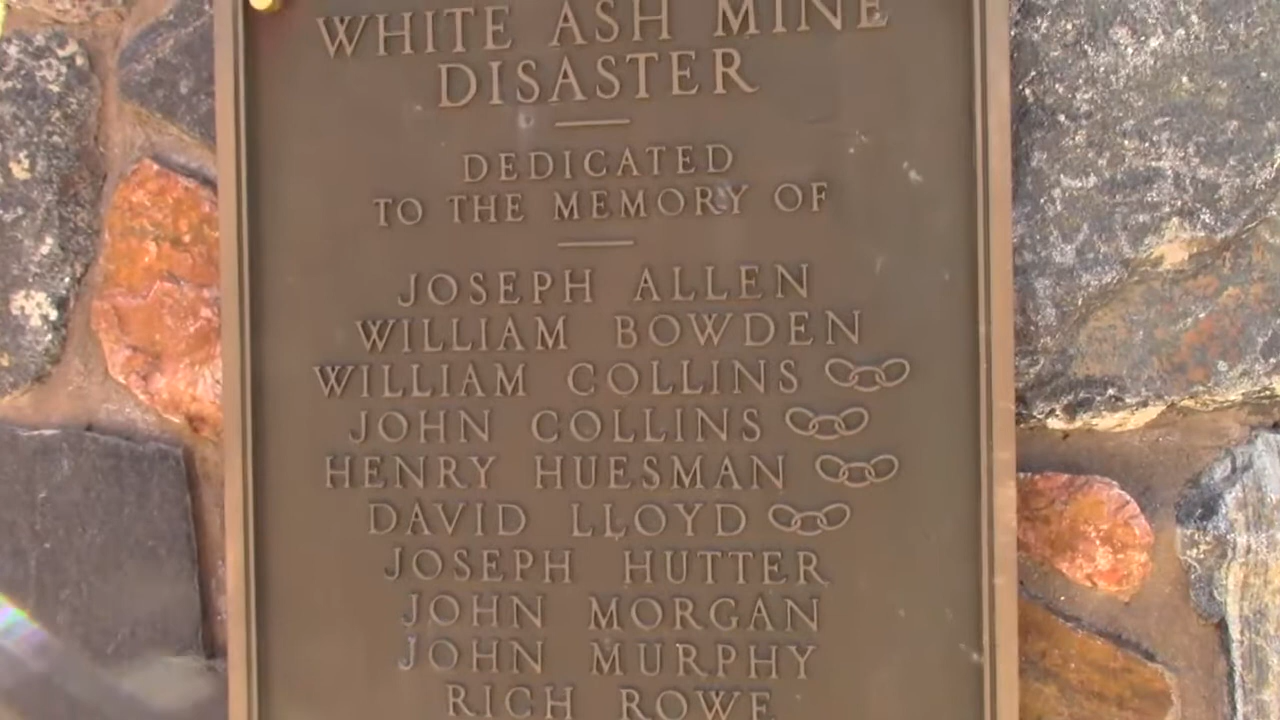 WHITE ASH MINE
DISASTER
DEDICATED
TO THE MEMORY OF
JOSEPH ALLEN
WILLIAM BOWDEN
WILLIAM COLLINS
JOHN COLLINS
HENRY HUESMAN
DAVID LLOYD
JOSEPH HUTTER
JOHN MORGAN
JOHN MURPHY
RICH ROWE